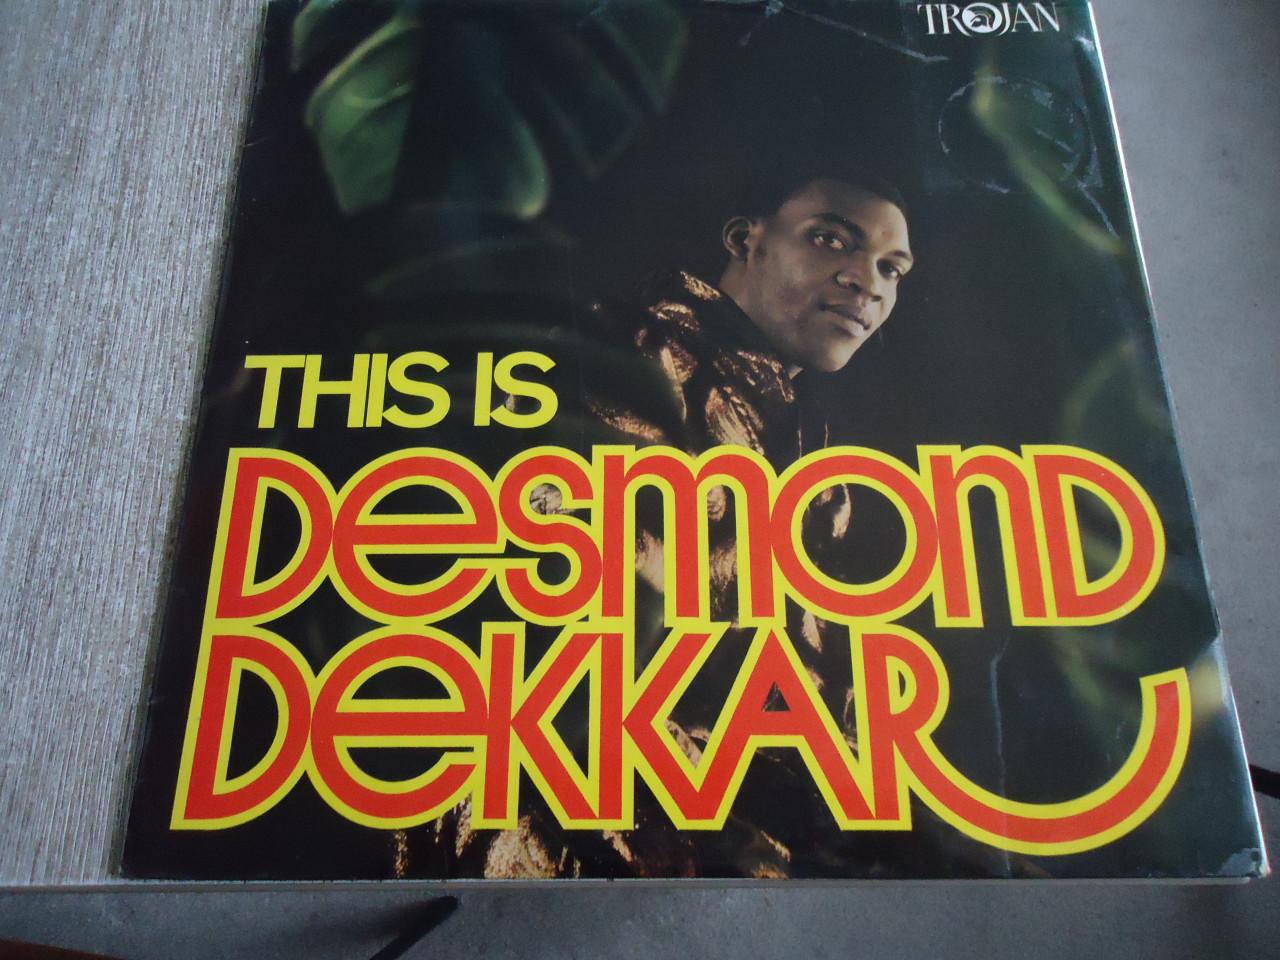 TROJAN
THIS IS
DESMOND
DEKKAR